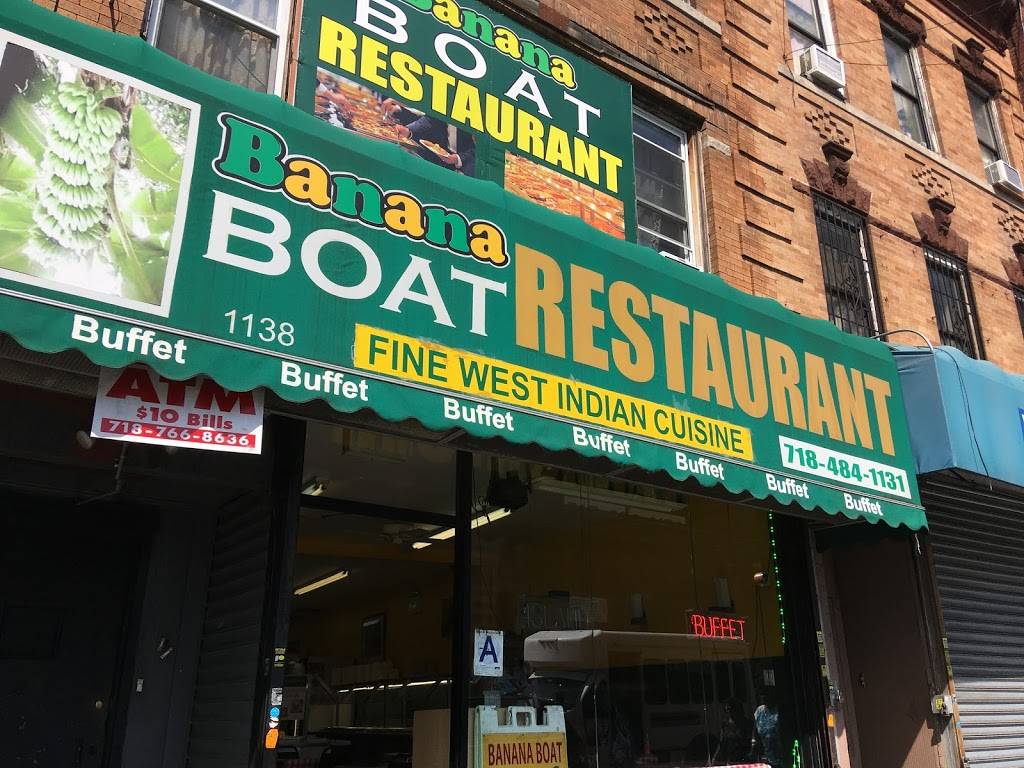 Banana
BOAT
RESTAURANT
Banana
BOAT RESTAURANT
1138
FINE WEST INDIAN CUISINE
718-484-1131
Buffet Buffet Buffet Buffet Buffet Buffet Buffet
ATM
$10 Bills
718-766-8636
BUFFET
A
BANANA BOAT